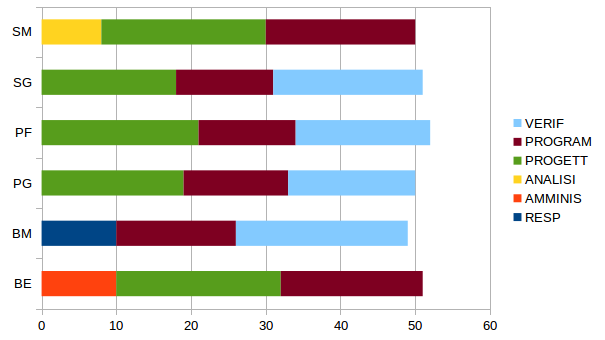 SM
SG
PF
PG
BM
BE
0 10 20 30 40 50 60
VERIF
PROGRAM
PROGETT
ANALISI
AMMINIS
RESP